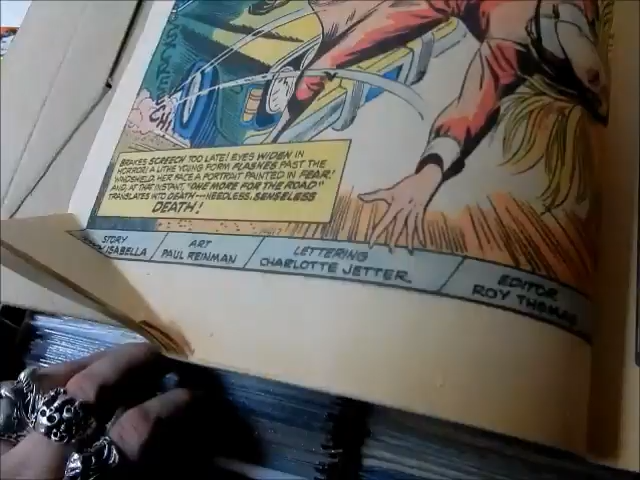 BRAKES SCREECH TOO LATE! EYES WIDEN IN
HORROR! A LITHE YOUNG FORM FLASHES PAST THE
WINDSHIELD, HER FACE A PORTRAIT PAINTED IN FEAR!
AND, AT THAT INSTANT, "ONE MORE FOR THE ROAD"
TRANSLATES INTO DEATH--NEEDLESS, SENSELESS
DEATH!
STORY ART LETTERING EDITOR
ISABELLA PAUL REINMAN CHARLOTTE JETTER ROY THOMAS